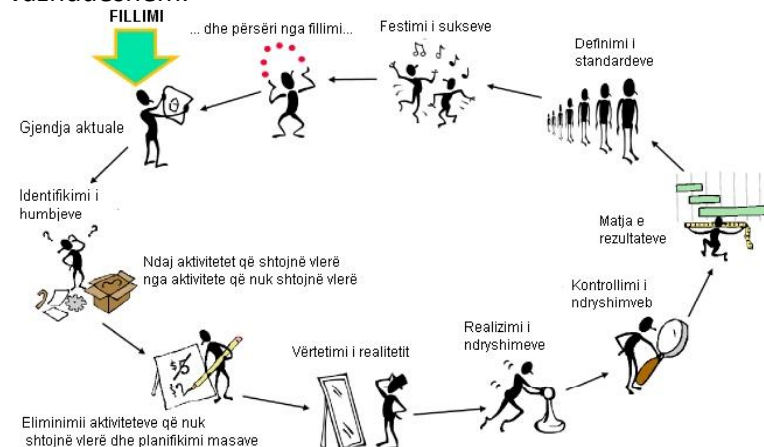 FILLIMI
... dhe përsëri nga fillimi...
Festimi i sukseve
Definimi i
standardeve
Gjendja aktuale
Identifikimi i
humbjeve
Ndaj aktivitetet që shtojnë vlerë
nga aktivitete që nuk shtojnë vlerë
Matja e
rezultateve
Kontrollimi i
ndryshimveb
Realizimi i
ndryshimeve
Vërtetimi i realitetit
Eliminimii aktiviteteve që nuk
shtojnë vlerë dhe planifikimi masave